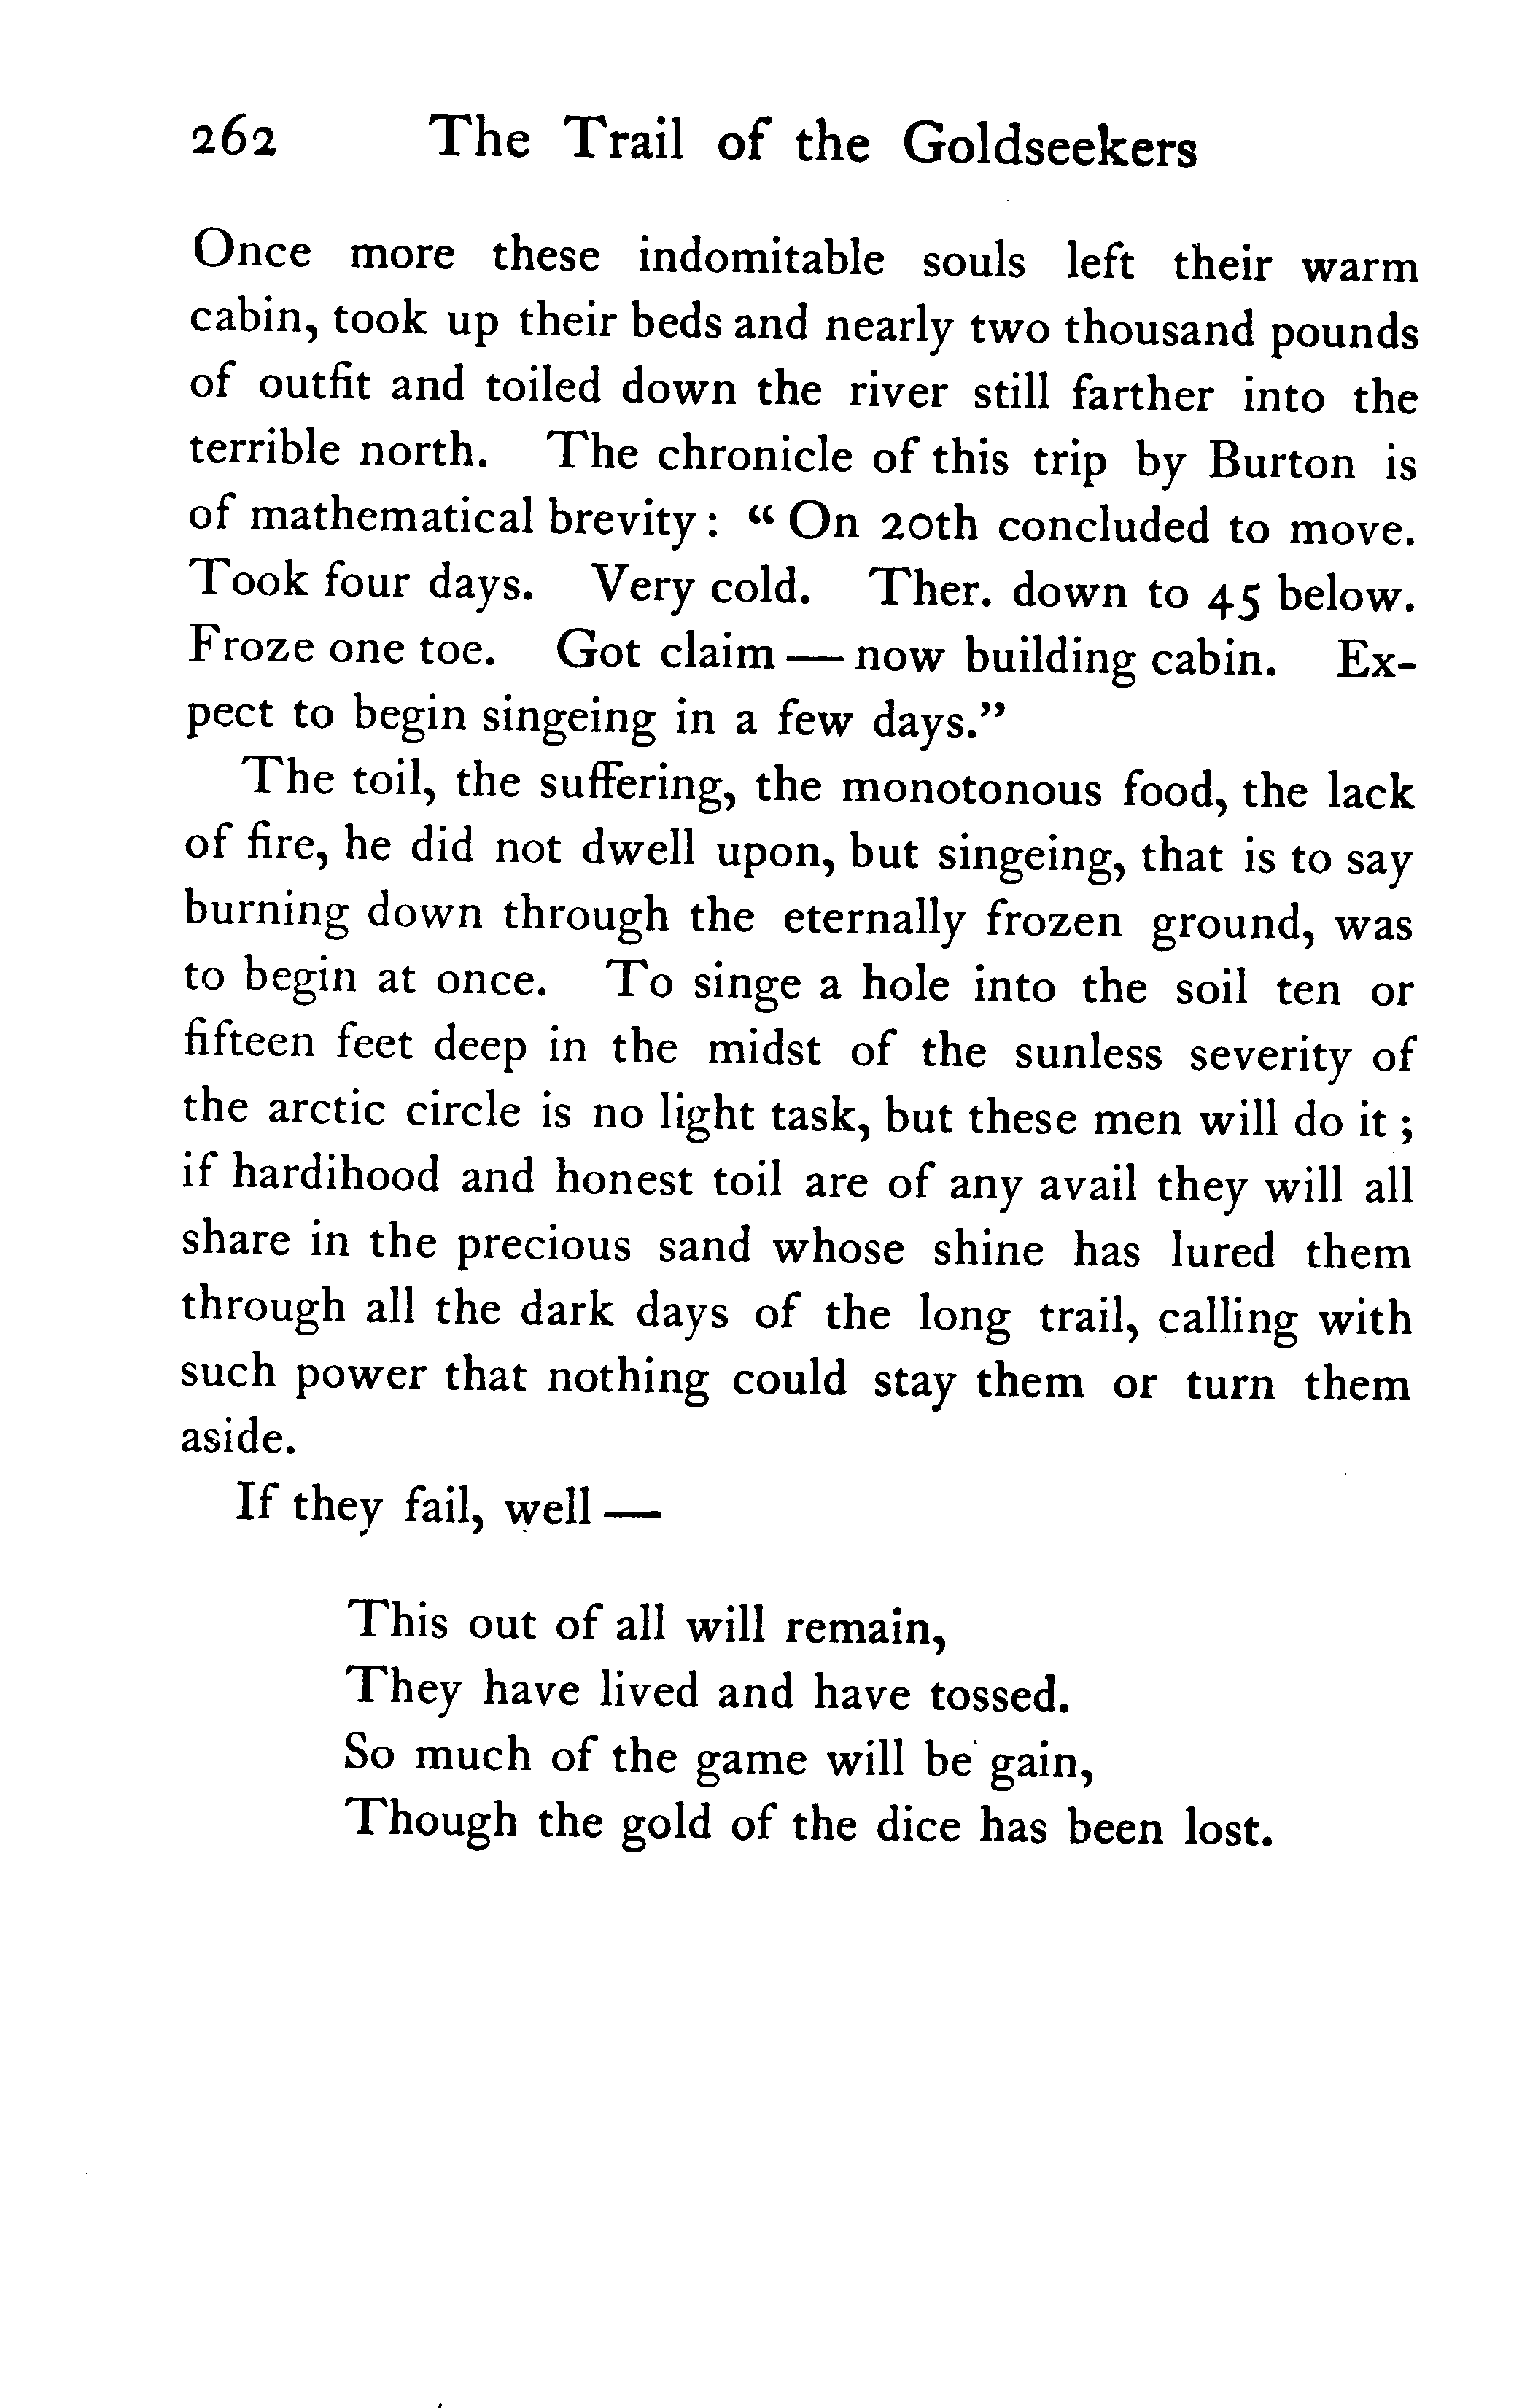 262 The Trail of the Goldseekers
Once more these indomitable souls left their warm
cabin, took up their beds and nearly two thousand pounds
of outfit and toiled down the river still farther into the
terrible north. The chronicle of this trip by Burton is
of mathematical brevity: “ On 20th concluded to move.
Took four days. Very cold. Ther. down to 45 below.
Froze one toe. Got claim — now building cabin. Ex-
pect to begin singeing in a few days.”
The toil, the suffering, the monotonous food, the lack
of fire, he did not dwell upon, but singeing, that is to say
burning down through the eternally frozen ground, was
to begin at once. To singe a hole into the soil ten or
fifteen feet deep in the midst of the sunless severity of
the arctic circle is no light task, but these men will do it ;
if hardihood and honest toil are of any avail they will all
share in the precious sand whose shine has lured them
through all the dark days of the long trail, calling with
such power that nothing could stay them or turn them
aside.
If they fail, well —
This out of all will remain,
They have lived and have tossed.
So much of the game will be gain,
Though the gold of the dice has been lost.